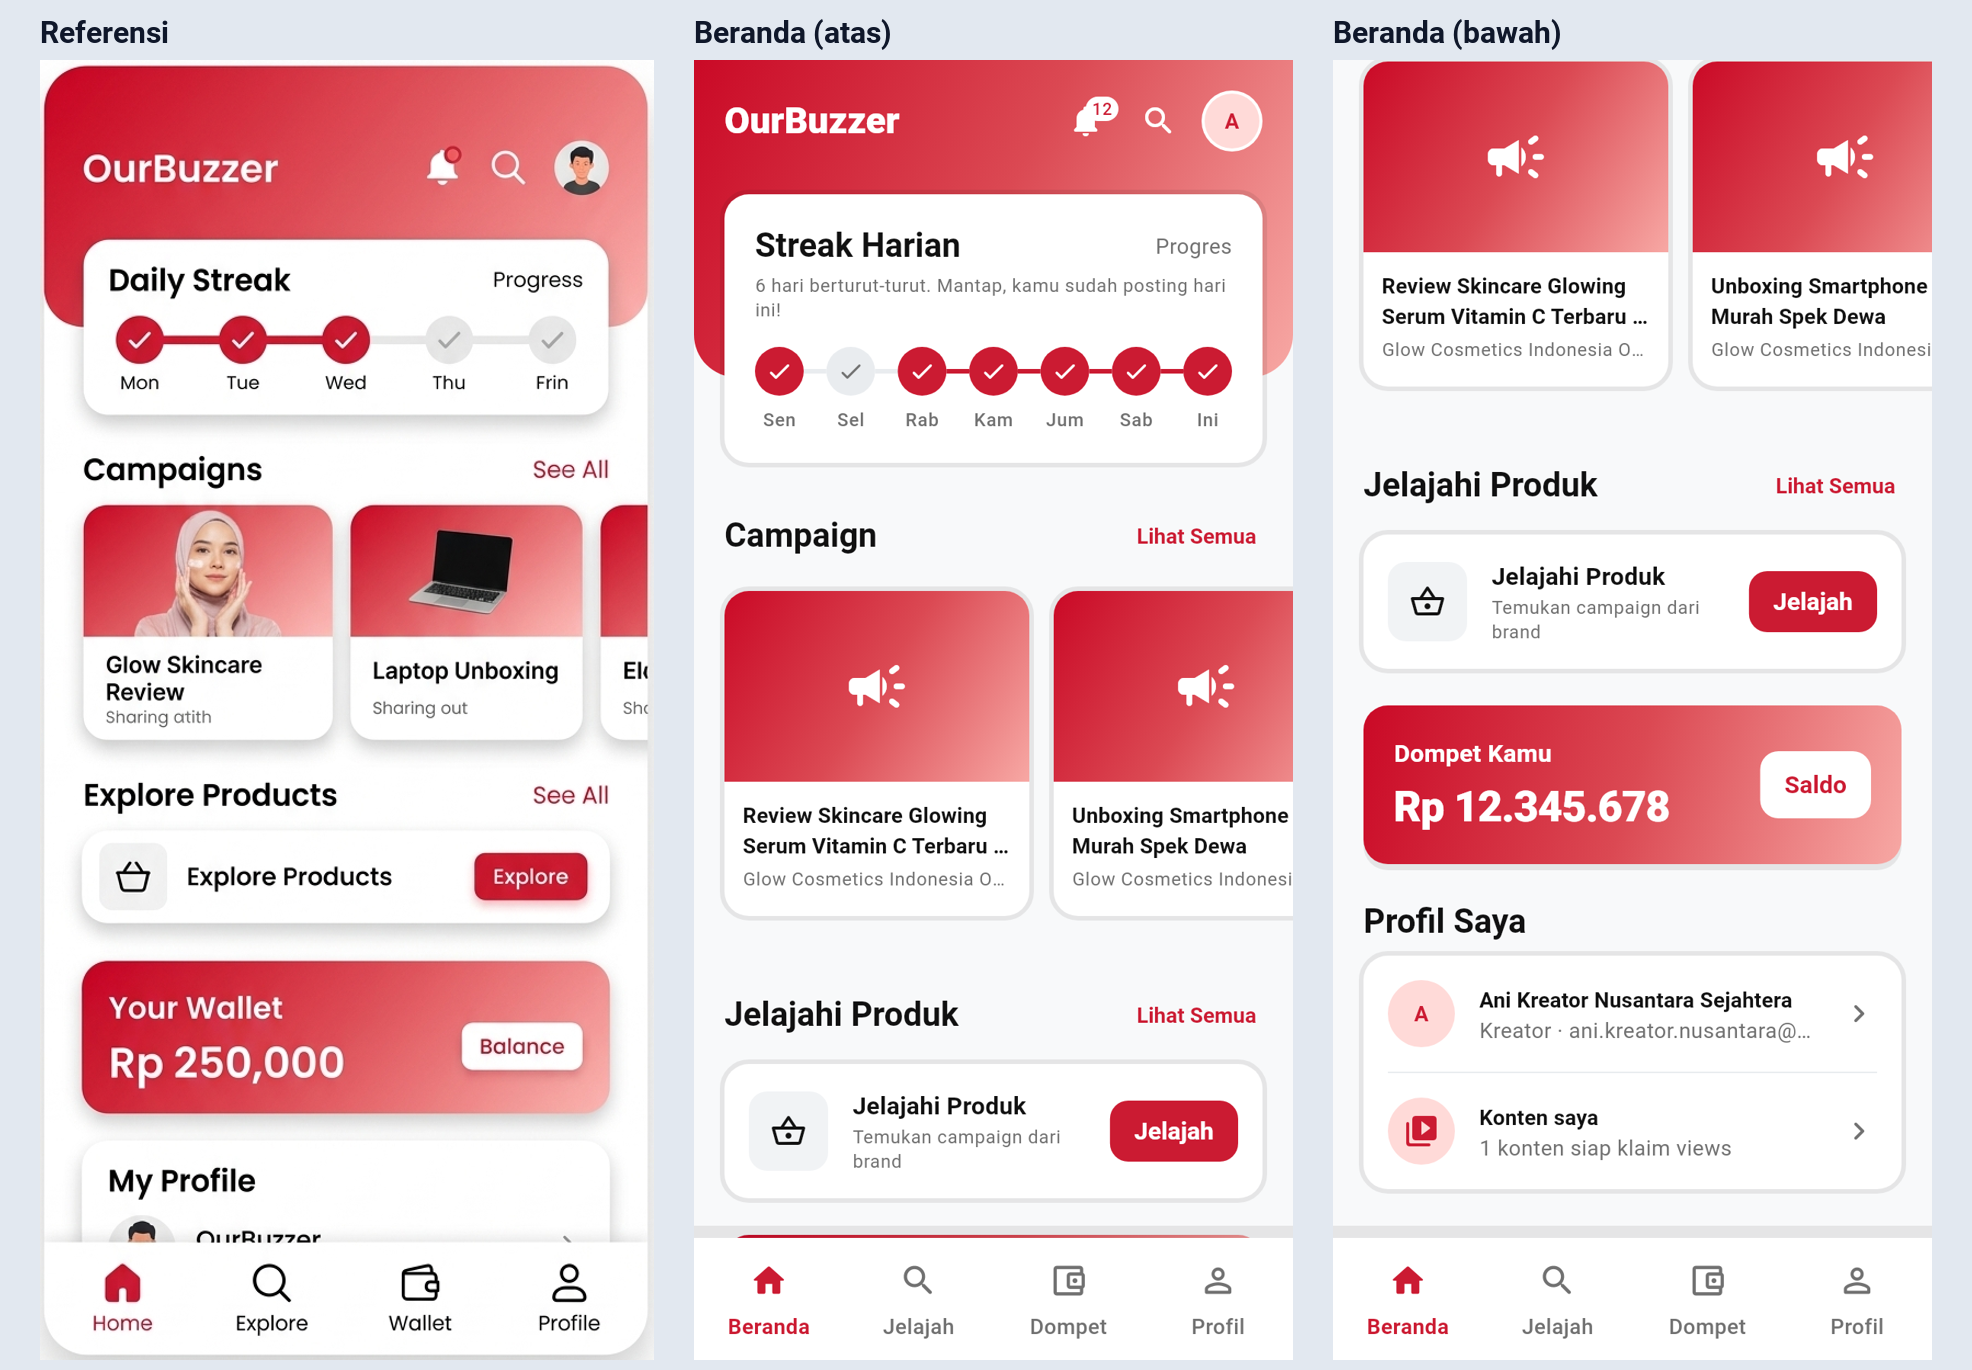 Referensi
OurBuzzer
Daily Streak
Progress
Mon
Tue
Wed
Thu
Frin
Campaigns
See All
Glow Skincare
Review
Sharing atith
Laptop Unboxing
Sharing out
Explore Products
See All
Explore Products
Explore
Your Wallet
Rp 250,000
Balance
My Profile
OurBuzzer
Home
Explore
Wallet
Profile
Beranda (atas)
OurBuzzer
12
A
Streak Harian
Progres
6 hari berturut-turut. Mantap, kamu sudah posting hari
ini!
Sen
Sel
Rab
Kam
Jum
Sab
Ini
Campaign
Lihat Semua
Review Skincare Glowing
Serum Vitamin C Terbaru ...
Glow Cosmetics Indonesia O...
Unboxing Smartphone
Murah Spek Dewa
Glow Cosmetics Indonesi
Jelajahi Produk
Lihat Semua
Jelajahi Produk
Temukan campaign dari
brand
Jelajah
Beranda
Jelajah
Dompet
Profil
Beranda (bawah)
Review Skincare Glowing
Serum Vitamin C Terbaru ...
Glow Cosmetics Indonesia O...
Unboxing Smartphone
Murah Spek Dewa
Glow Cosmetics Indonesi
Jelajahi Produk
Lihat Semua
Jelajahi Produk
Temukan campaign dari
brand
Jelajah
Dompet Kamu
Rp 12.345.678
Saldo
Profil Saya
A
Ani Kreator Nusantara Sejahtera
Kreator · ani.kreator.nusantara@...
Konten saya
1 konten siap klaim views
Beranda
Jelajah
Dompet
Profil